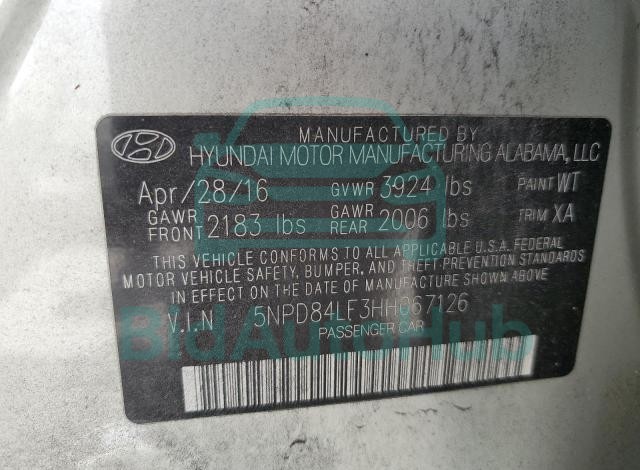 MANUFACTURED BY
HYUNDAI MOTOR MANUFACTURING ALABAMA, LLC
Apr/28/16 GVWR 3924 lbs PAINT WT
GAWR FRONT 2183 lbs GAWR REAR 2006 lbs TRIM XA
THIS VEHICLE CONFORMS TO ALL APPLICABLE U.S.A. FEDERAL
MOTOR VEHICLE SAFETY, BUMPER, AND THEFT-PREVENTION STANDARDS
IN EFFECT ON THE DATE OF MANUFACTURE SHOWN ABOVE.
V.I.N 5NPD84LF3HH067126
PASSENGER CAR
BidAutoHub